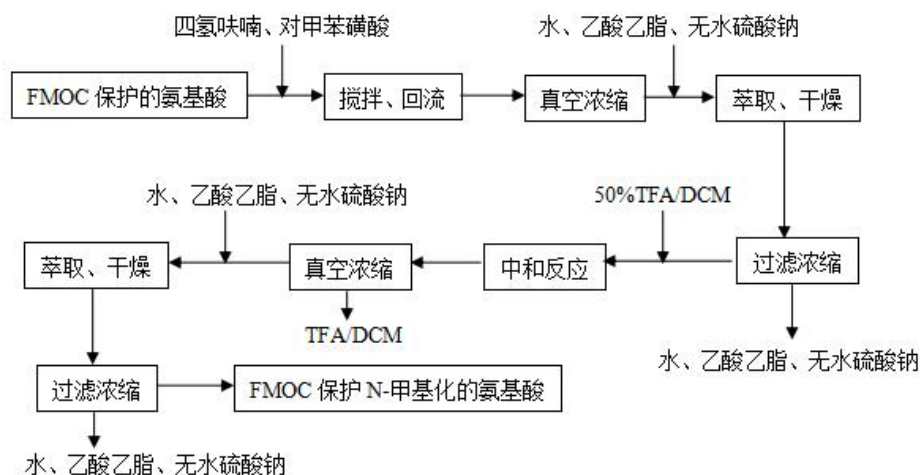 四氢呋喃、对甲苯磺酸
水、乙酸乙脂、无水硫酸钠
FMOC 保护的氨基酸
搅拌、回流
真空浓缩
萃取、干燥
水、乙酸乙脂、无水硫酸钠
50%TFA/DCM
萃取、干燥
真空浓缩
中和反应
过滤浓缩
TFA/DCM
水、乙酸乙脂、无水硫酸钠
过滤浓缩
FMOC 保护 N-甲基化的氨基酸
水、乙酸乙脂、无水硫酸钠